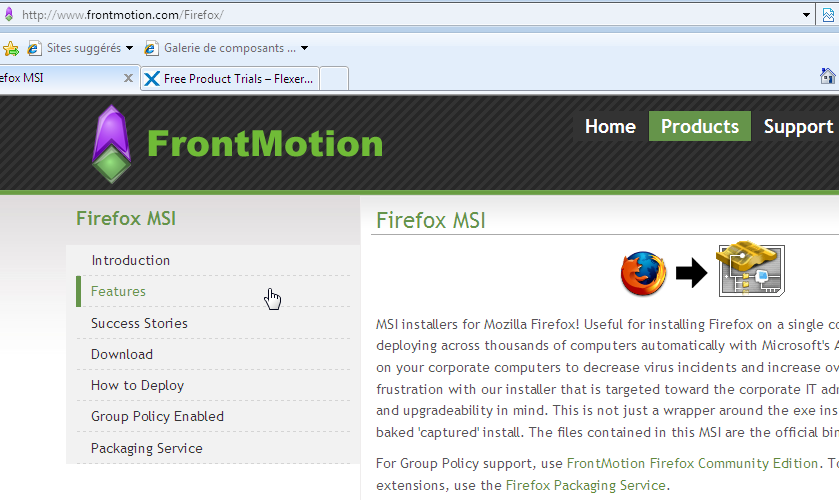 http://www.frontmotion.com/Firefox/
Sites suggérés
Galerie de composants ...
efox MSI
Free Product Trials – Flexer...
FrontMotion
Home
Products
Support
Firefox MSI
Introduction
Features
Success Stories
Download
How to Deploy
Group Policy Enabled
Packaging Service
Firefox MSI
MSI installers for Mozilla Firefox! Useful for installing Firefox on a single
deploying across thousands of computers automatically with Microsoft's
on your corporate computers to decrease virus incidents and increase
frustration with our installer that is targeted toward the corporate IT
and upgradeability in mind. This is not just a wrapper around the exe
baked 'captured' install. The files contained in this MSI are the official
For Group Policy support, use FrontMotion Firefox Community Edition.
extensions, use the Firefox Packaging Service.